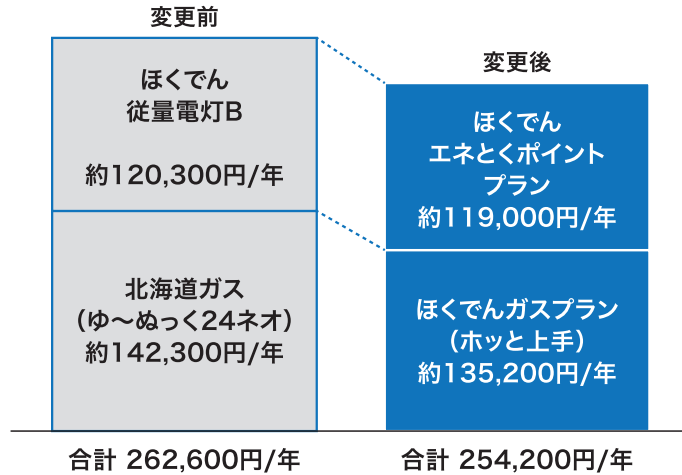 変更前
ほくでん
従量電灯B
約120,300円/年
北海道ガス
（ゆ〜ぬっく24ネオ）
約142,300円/年
合計 262,600円/年
変更後
ほくでん
エネとくポイント
プラン
約119,000円/年
ほくでんガスプラン
（ホッと上手）
約135,200円/年
合計 254,200円/年